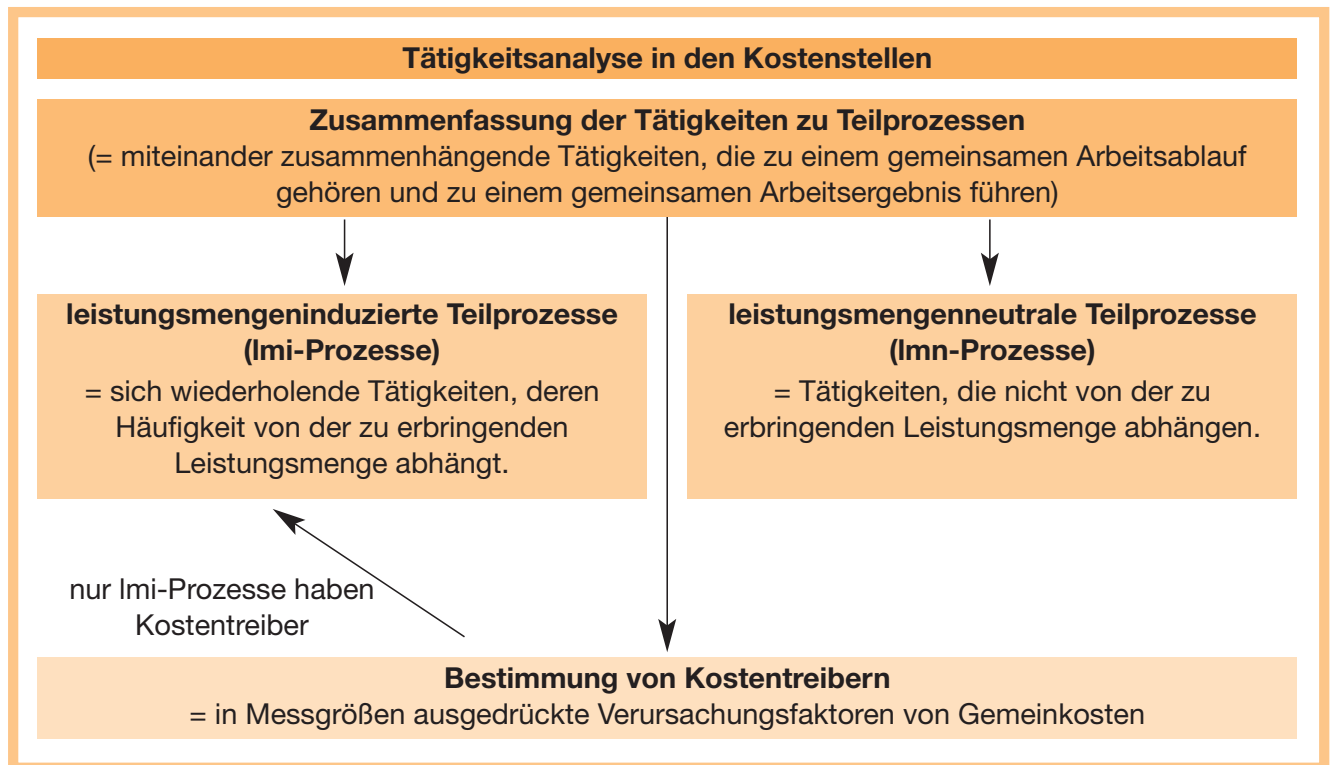 Tätigkeitsanalyse in den Kostenstellen
Zusammenfassung der Tätigkeiten zu Teilprozessen
(= miteinander zusammenhängende Tätigkeiten, die zu einem gemeinsamen Arbeitsablauf
gehören und zu einem gemeinsamen Arbeitsergebnis führen)
leistungsmengeninduzierte Teilprozesse
(lmi-Prozesse)
= sich wiederholende Tätigkeiten, deren
Häufigkeit von der zu erbringenden
Leistungsmenge abhängt.
leistungsmengenneutrale Teilprozesse
(lmn-Prozesse)
= Tätigkeiten, die nicht von der zu
erbringenden Leistungsmenge abhängen.
nur lmi-Prozesse haben
Kostentreiber
Bestimmung von Kostentreibern
= in Messgrößen ausgedrückte Verursachungsfaktoren von Gemeinkosten